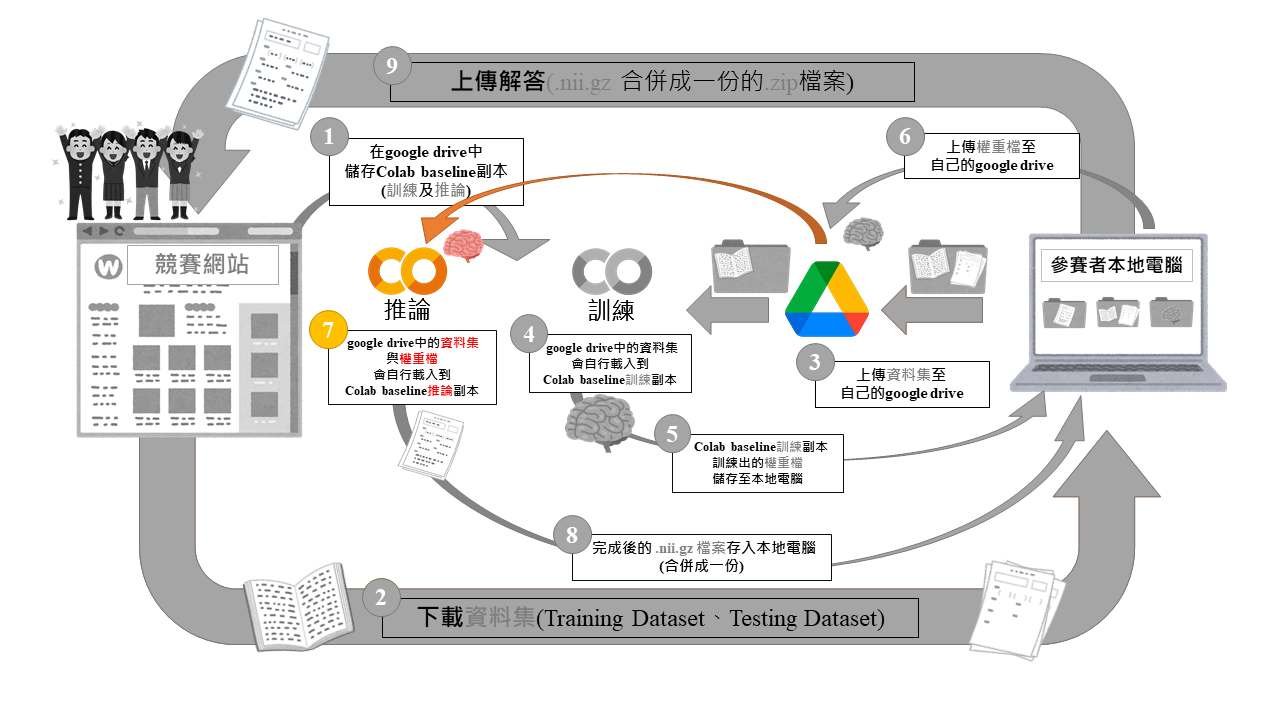 9
上傳解答(.nii.gz 合併成一份的.zip檔案)
1
在google drive中
儲存Colab baseline副本
(訓練及推論)
6
上傳權重檔至
自己的google drive
W
競賽網站
參賽者本地電腦
推論
訓練
7
google drive中的資料集
與權重檔
會自行載入到
Colab baseline推論副本
4
google drive中的資料集
會自行載入到
Colab baseline訓練副本
3
上傳資料集至
自己的google drive
5
Colab baseline訓練副本
訓練出的權重檔
儲存至本地電腦
8
完成後的 .nii.gz 檔案存入本地電腦
(合併成一份)
2
下載資料集(Training Dataset、Testing Dataset)